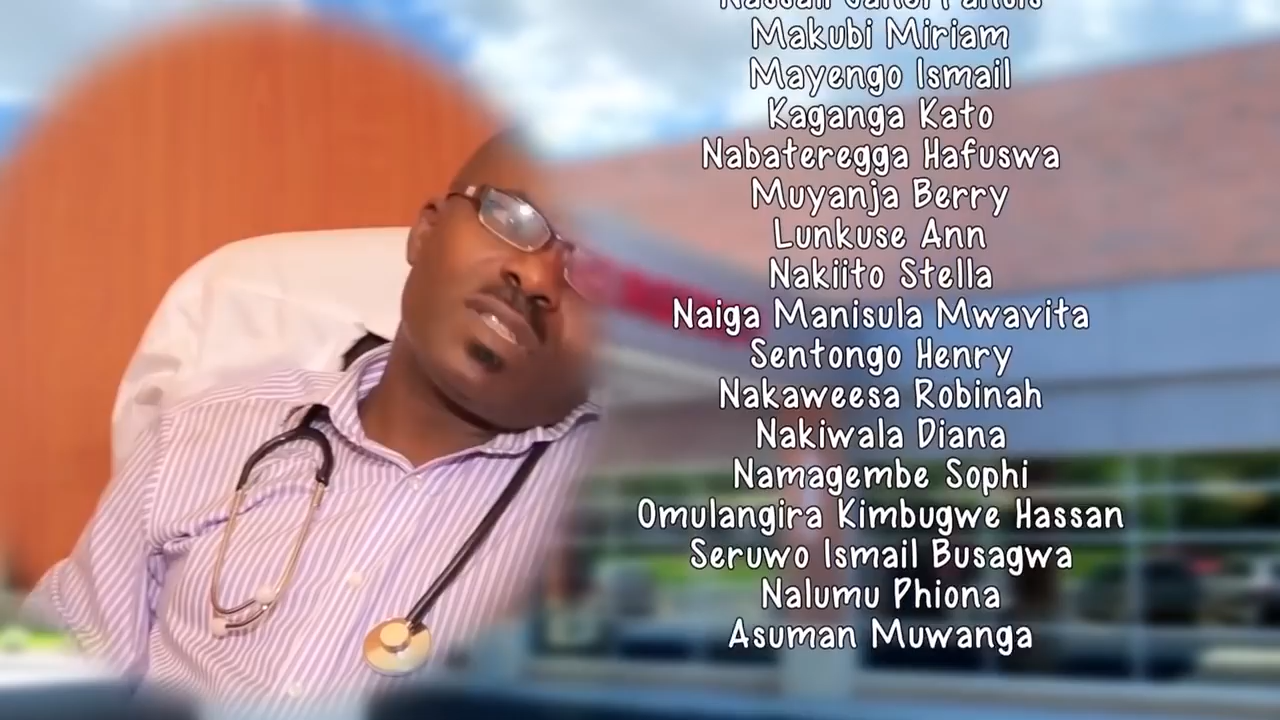 Makubi Miriam
Mayengo Ismail
Kaganga Kato
Nabateregga Hafuswa
Muyanja Berry
Lunkuse Ann
Nakiito Stella
Naiga Manisula Mwavita
Sentongo Henry
Nakaweesa Robinah
Nakiwala Diana
Namagembe Sophi
Omulangira Kimbugwe Hassan
Seruwo Ismail Busagwa
Nalumu Phiona
Asuman Muwanga